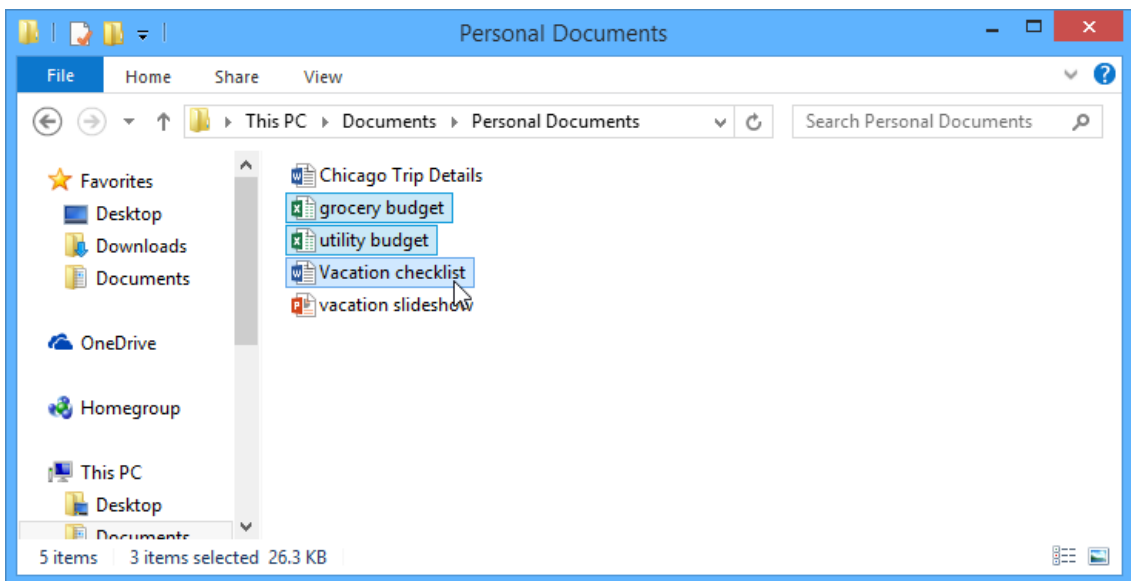 Personal Documents
File Home Share View
This PC Documents Personal Documents Search Personal Documents
Favorites
Desktop
Downloads
Documents
OneDrive
Homegroup
This PC
Desktop
Documents
Chicago Trip Details
grocery budget
utility budget
Vacation checklist
vacation slideshow
5 items 3 items selected 26.3 KB